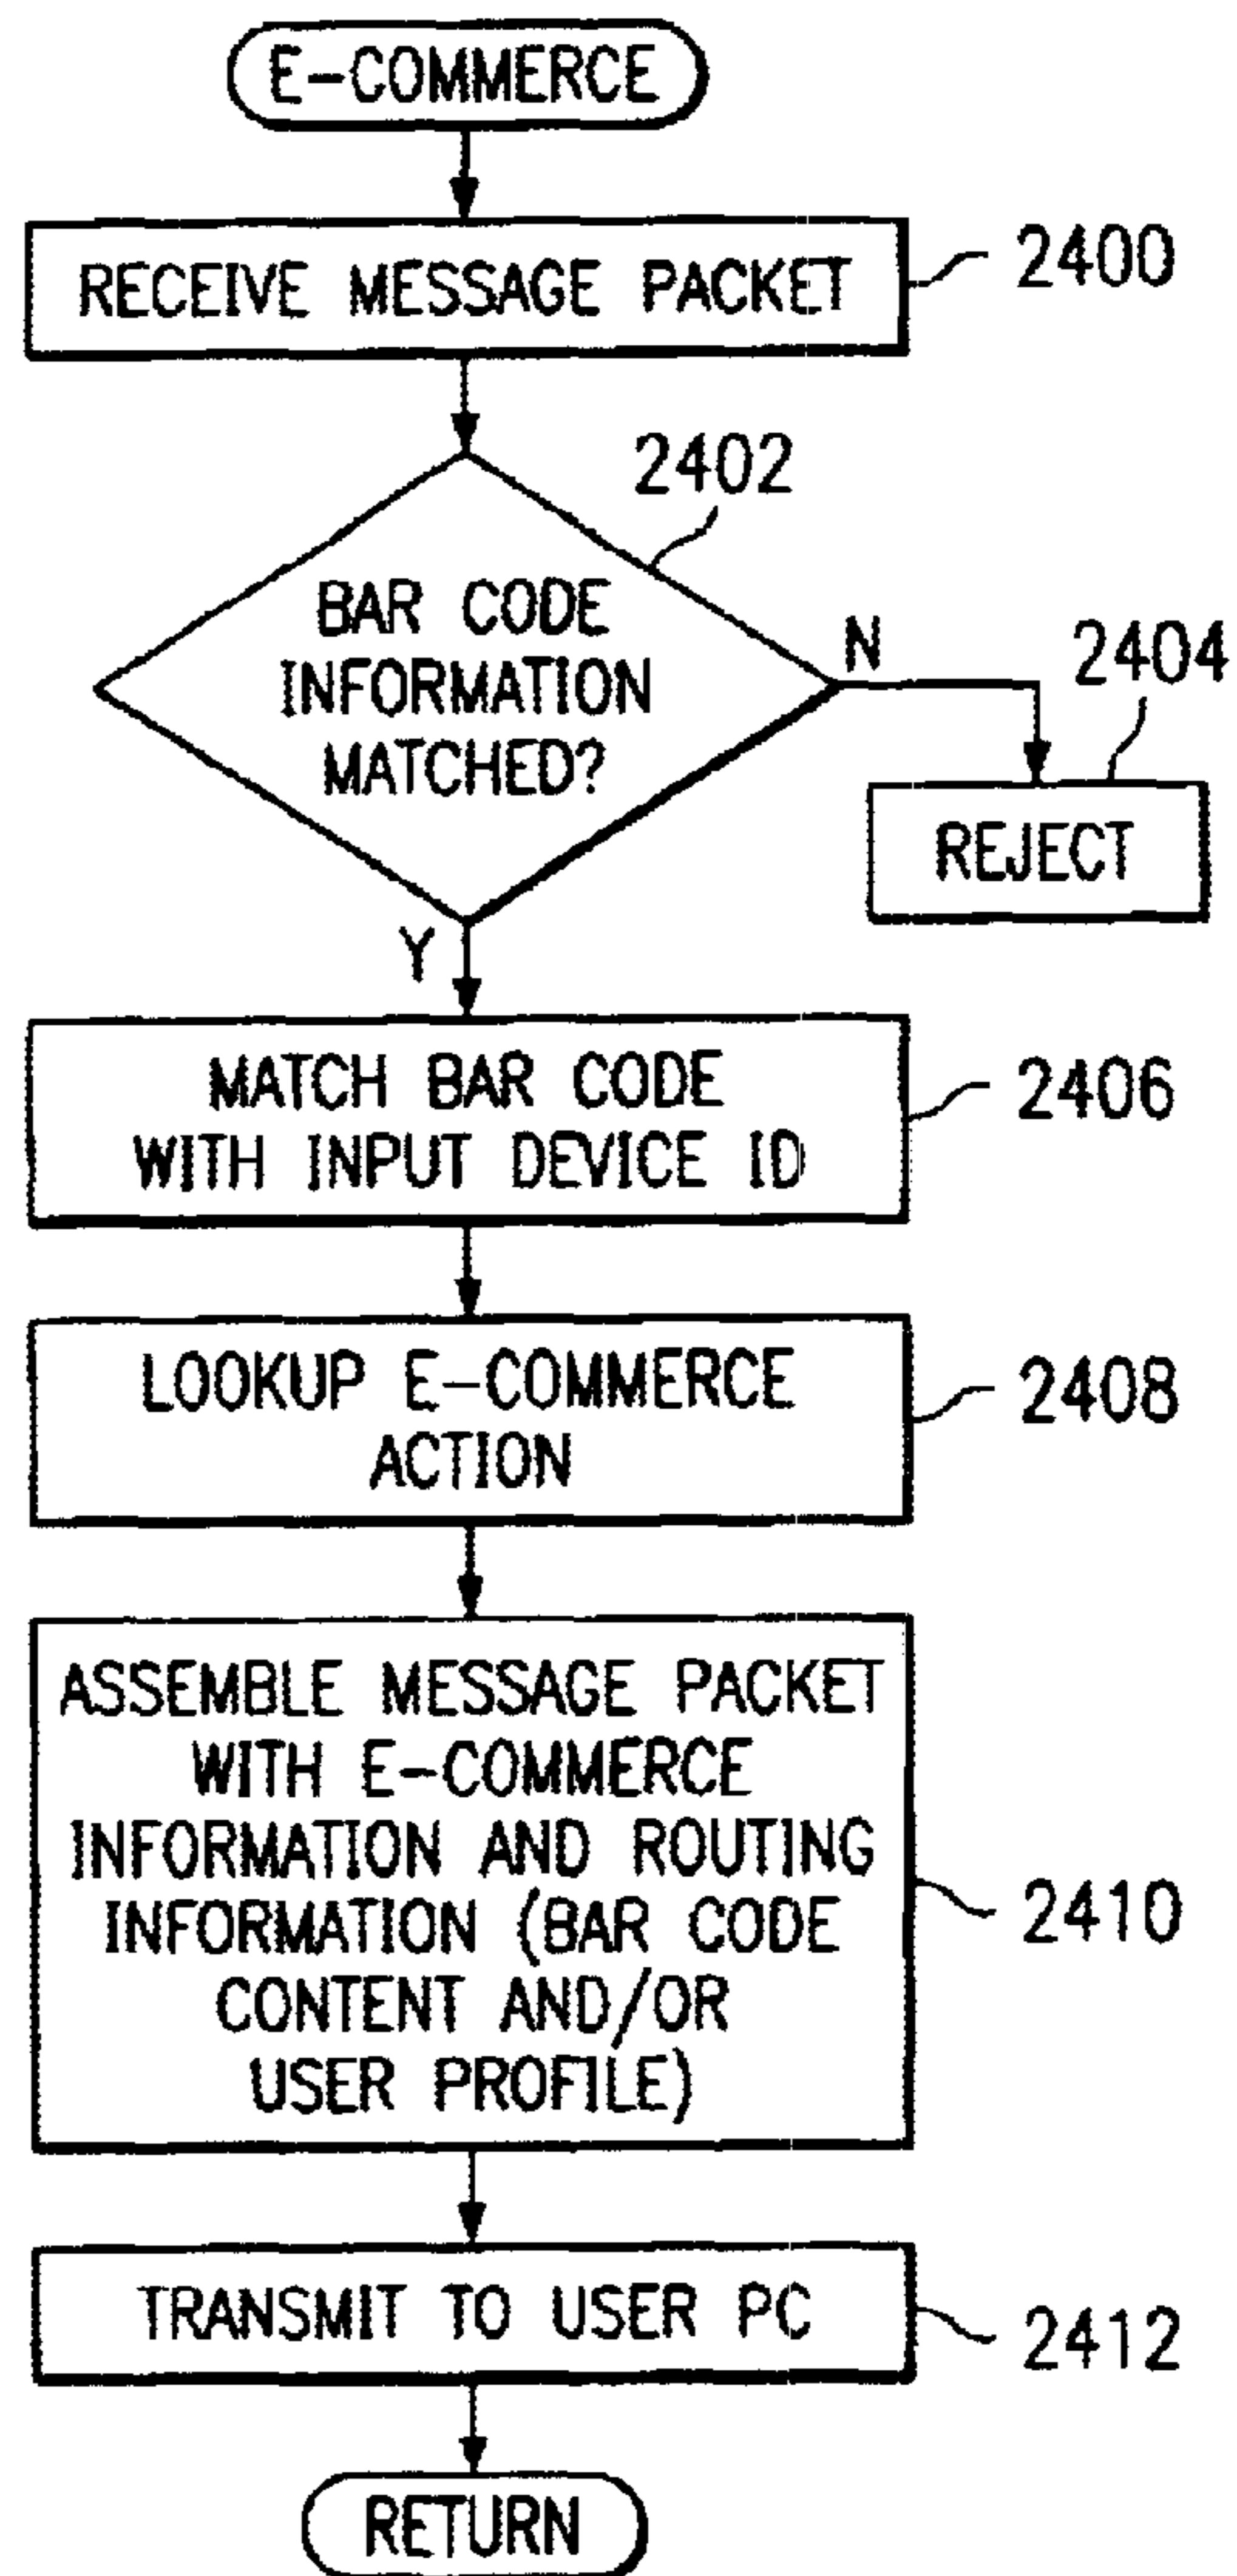 E-COMMERCE
RECEIVE MESSAGE PACKET
2400
2402
BAR CODE
INFORMATION
MATCHED?
N
2404
REJECT
Y
MATCH BAR CODE
WITH INPUT DEVICE ID
2406
LOOKUP E-COMMERCE
ACTION
2408
ASSEMBLE MESSAGE PACKET
WITH E-COMMERCE
INFORMATION AND ROUTING
INFORMATION (BAR CODE
CONTENT AND/OR
USER PROFILE)
2410
TRANSMIT TO USER PC
2412
RETURN